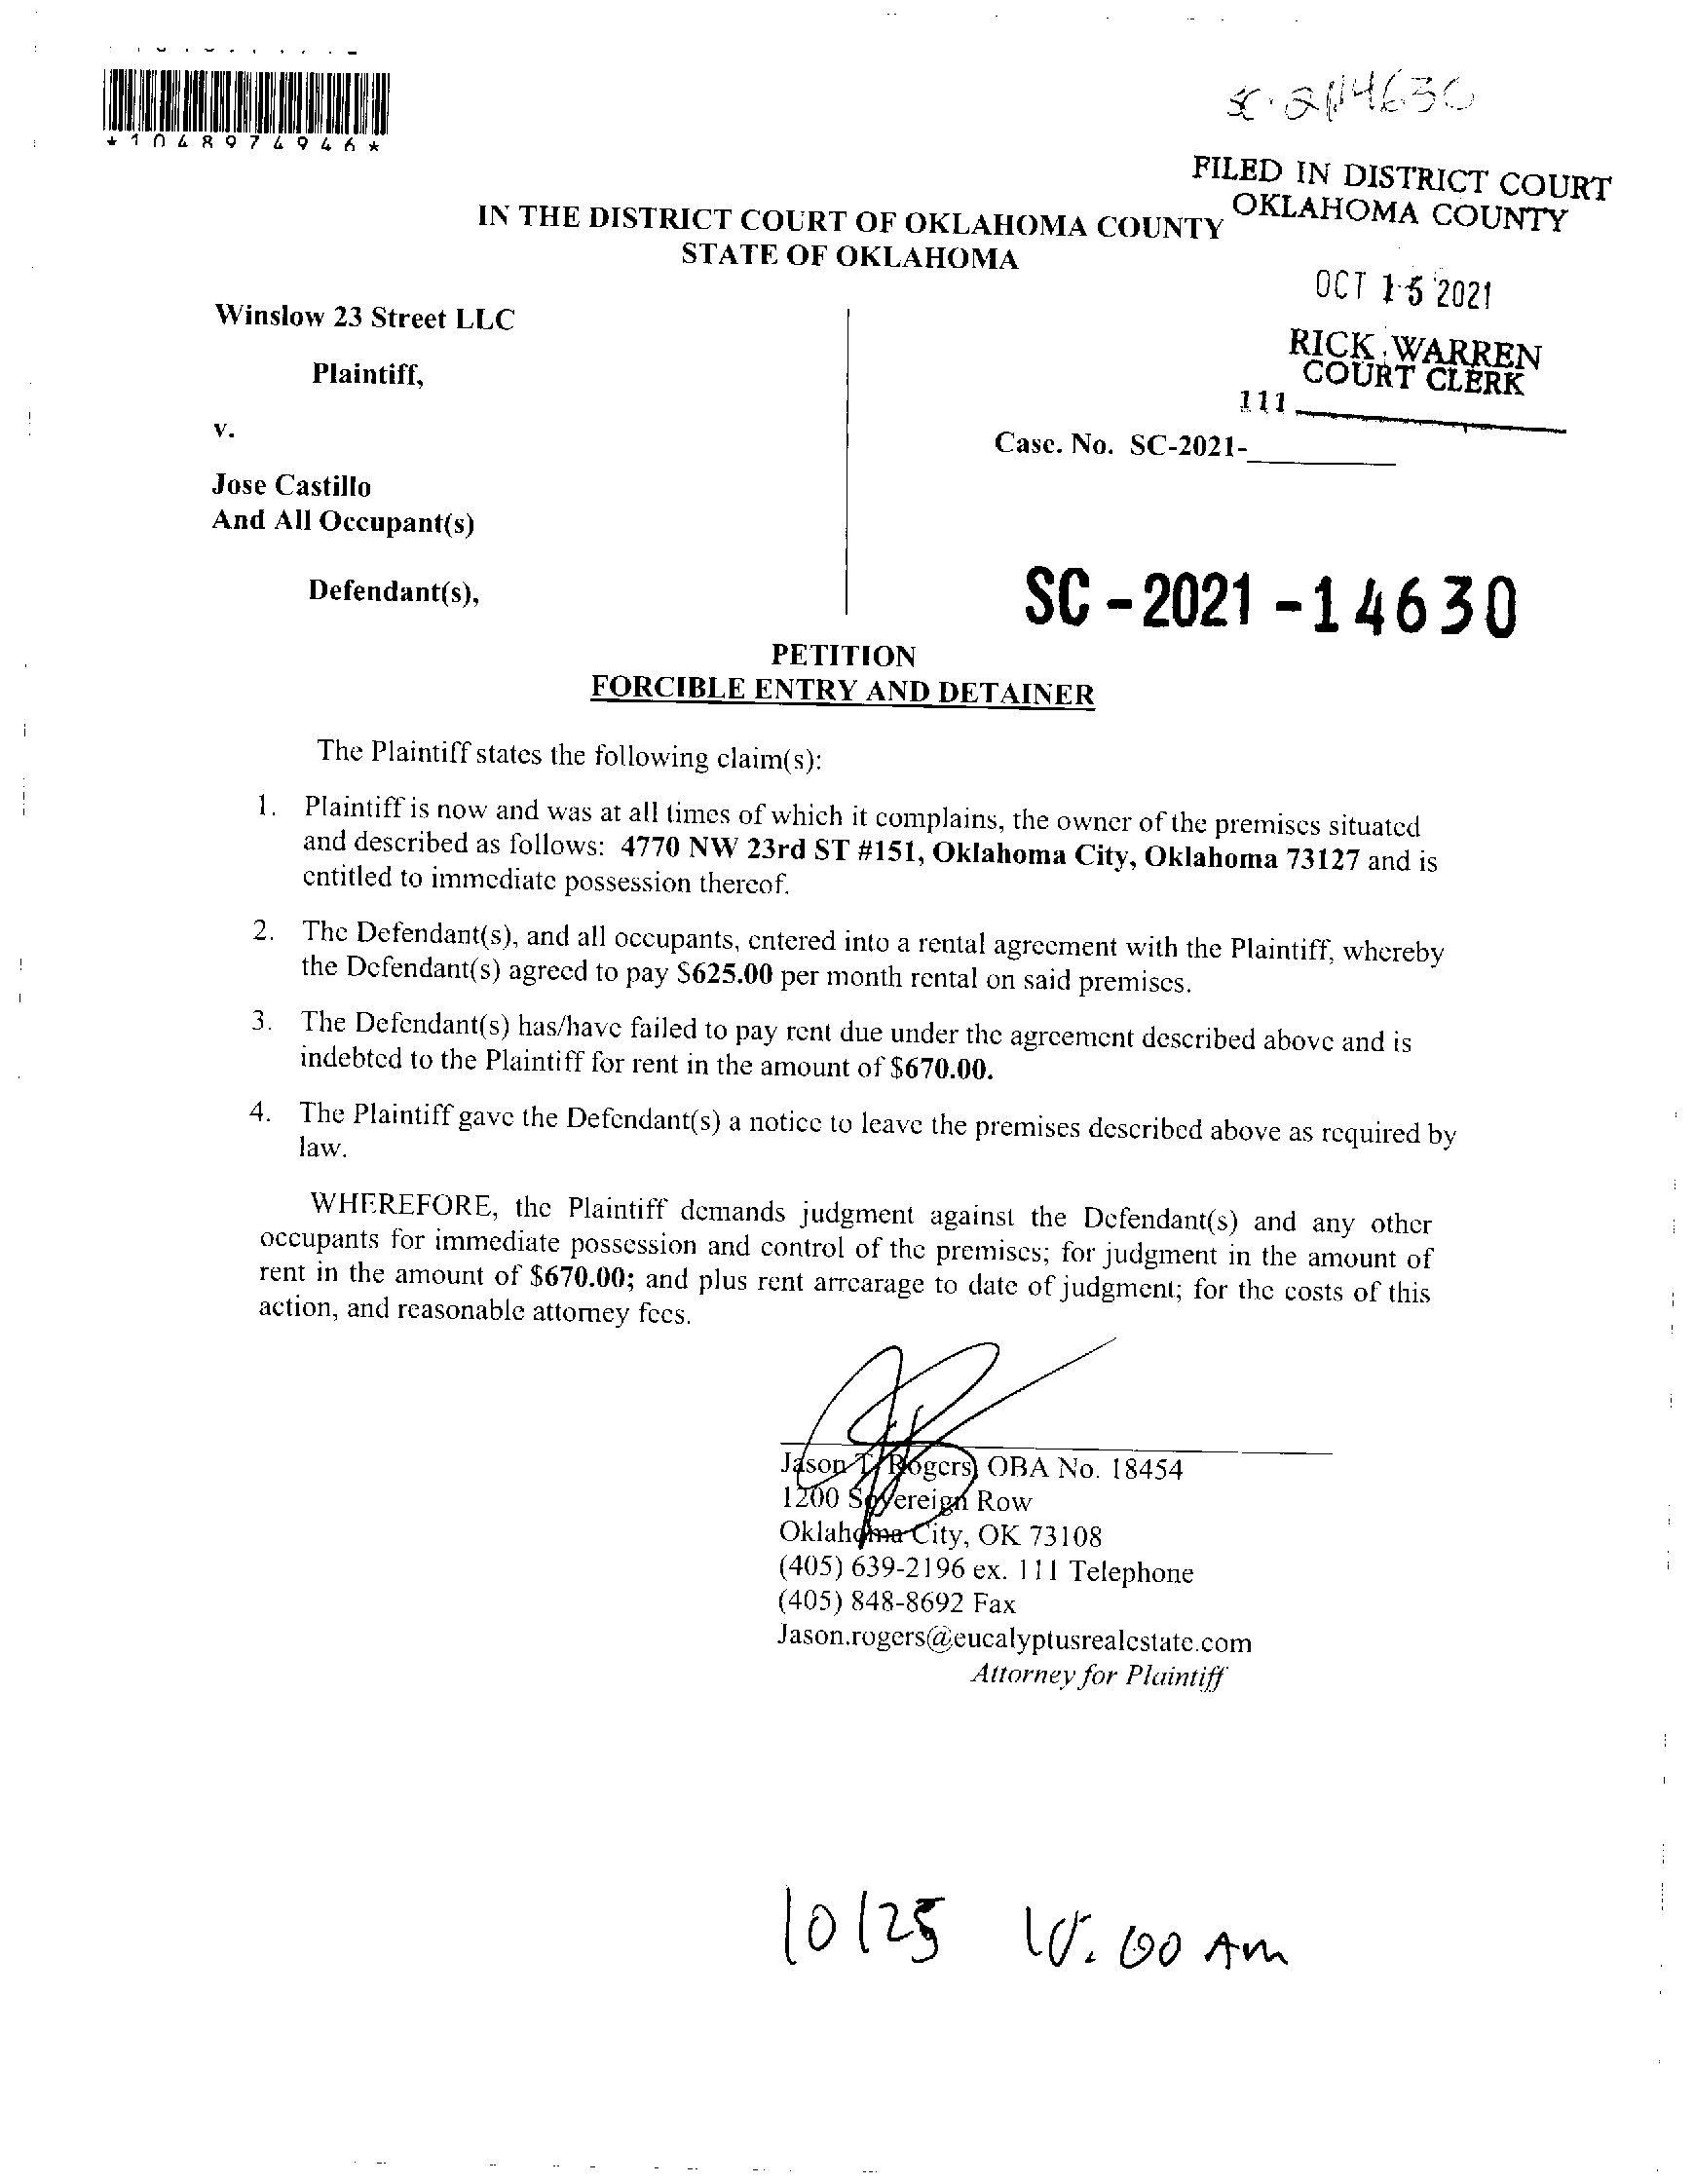 *1048974946*
FILED IN DISTRICT COURT
OKLAHOMA COUNTY
OCT 15 2021
RICK WARREN
COURT CLERK
111
IN THE DISTRICT COURT OF OKLAHOMA COUNTY
STATE OF OKLAHOMA
Winslow 23 Street LLC
Plaintiff,
v.
Case. No. SC-2021-
Jose Castillo
And All Occupant(s)
Defendant(s),
SC-2021-14630
PETITION
FORCIBLE ENTRY AND DETAINER
The Plaintiff states the following claim(s):
1. Plaintiff is now and was at all times of which it complains, the owner of the premises situated
and described as follows: 4770 NW 23rd ST #151, Oklahoma City, Oklahoma 73127 and is
entitled to immediate possession thereof.
2. The Defendant(s), and all occupants, entered into a rental agreement with the Plaintiff, whereby
the Defendant(s) agreed to pay $625.00 per month rental on said premises.
3. The Defendant(s) has/have failed to pay rent due under the agreement described above and is
indebted to the Plaintiff for rent in the amount of $670.00.
4. The Plaintiff gave the Defendant(s) a notice to leave the premises described above as required by
law.
WHEREFORE, the Plaintiff demands judgment against the Defendant(s) and any other
occupants for immediate possession and control of the premises; for judgment in the amount of
rent in the amount of $670.00; and plus rent arrearage to date of judgment; for the costs of this
action, and reasonable attorney fees.
Jason T. Rogers, OBA No. 18454
1200 Sovereign Row
Oklahoma City, OK 73108
(405) 639-2196 ex. 111 Telephone
(405) 848-8692 Fax
Jason.rogers@eucalyptusrealestate.com
Attorney for Plaintiff
10/25 10:00 AM